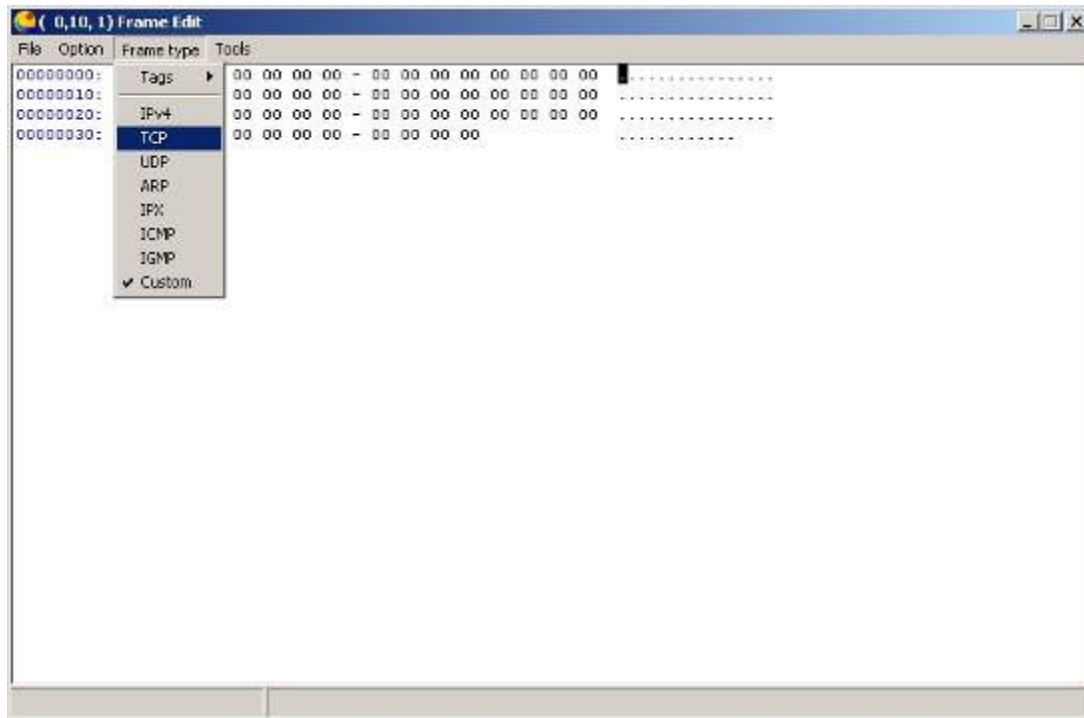 ( 0,10, 1) Frame Edit
File Option Frame type Tools
00000000: 00 00 00 00 - 00 00 00 00 00 00 00 00 ................
00000010: 00 00 00 00 - 00 00 00 00 00 00 00 00 ................
00000020: 00 00 00 00 - 00 00 00 00 00 00 00 00 ................
00000030: 00 00 00 00 - 00 00 00 00 ............
Tags
IPv4
TCP
UDP
ARP
IPX
ICMP
IGMP
Custom